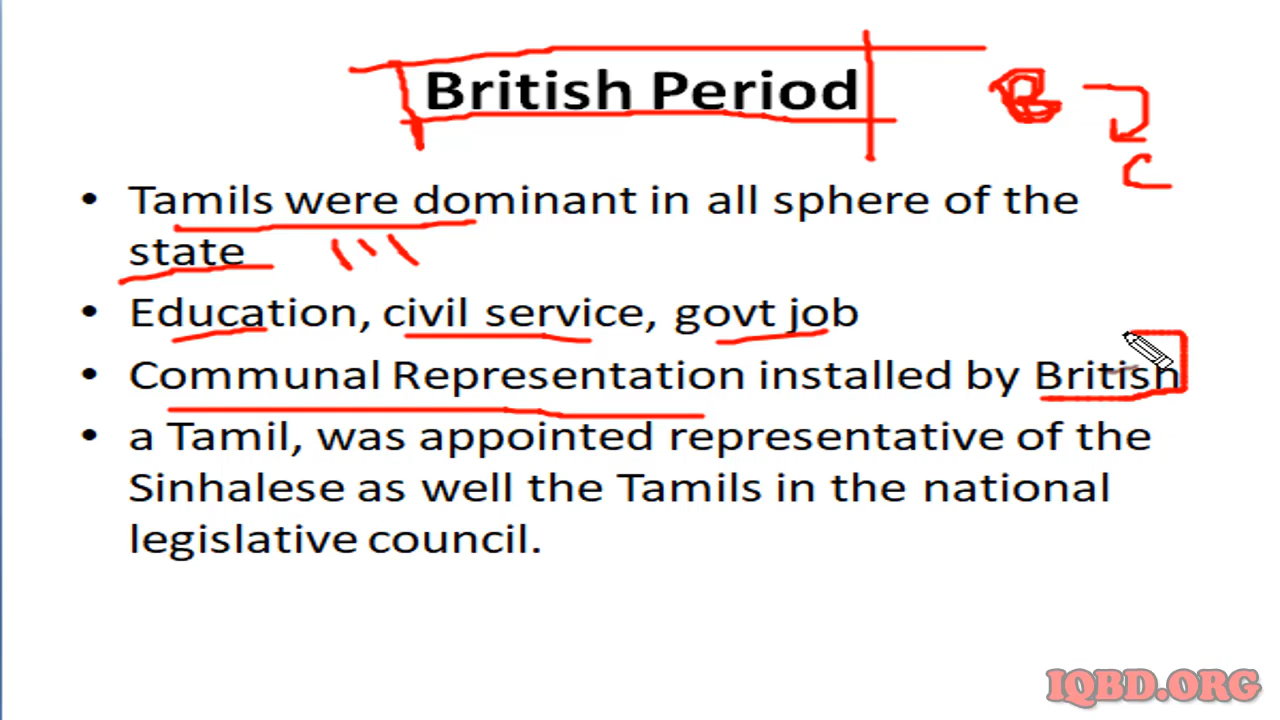 British Period
B
C
• Tamils were dominant in all sphere of the
state
• Education, civil service, govt job
• Communal Representation installed by British
• a Tamil, was appointed representative of the
Sinhalese as well the Tamils in the national
legislative council.
IQBD.ORG